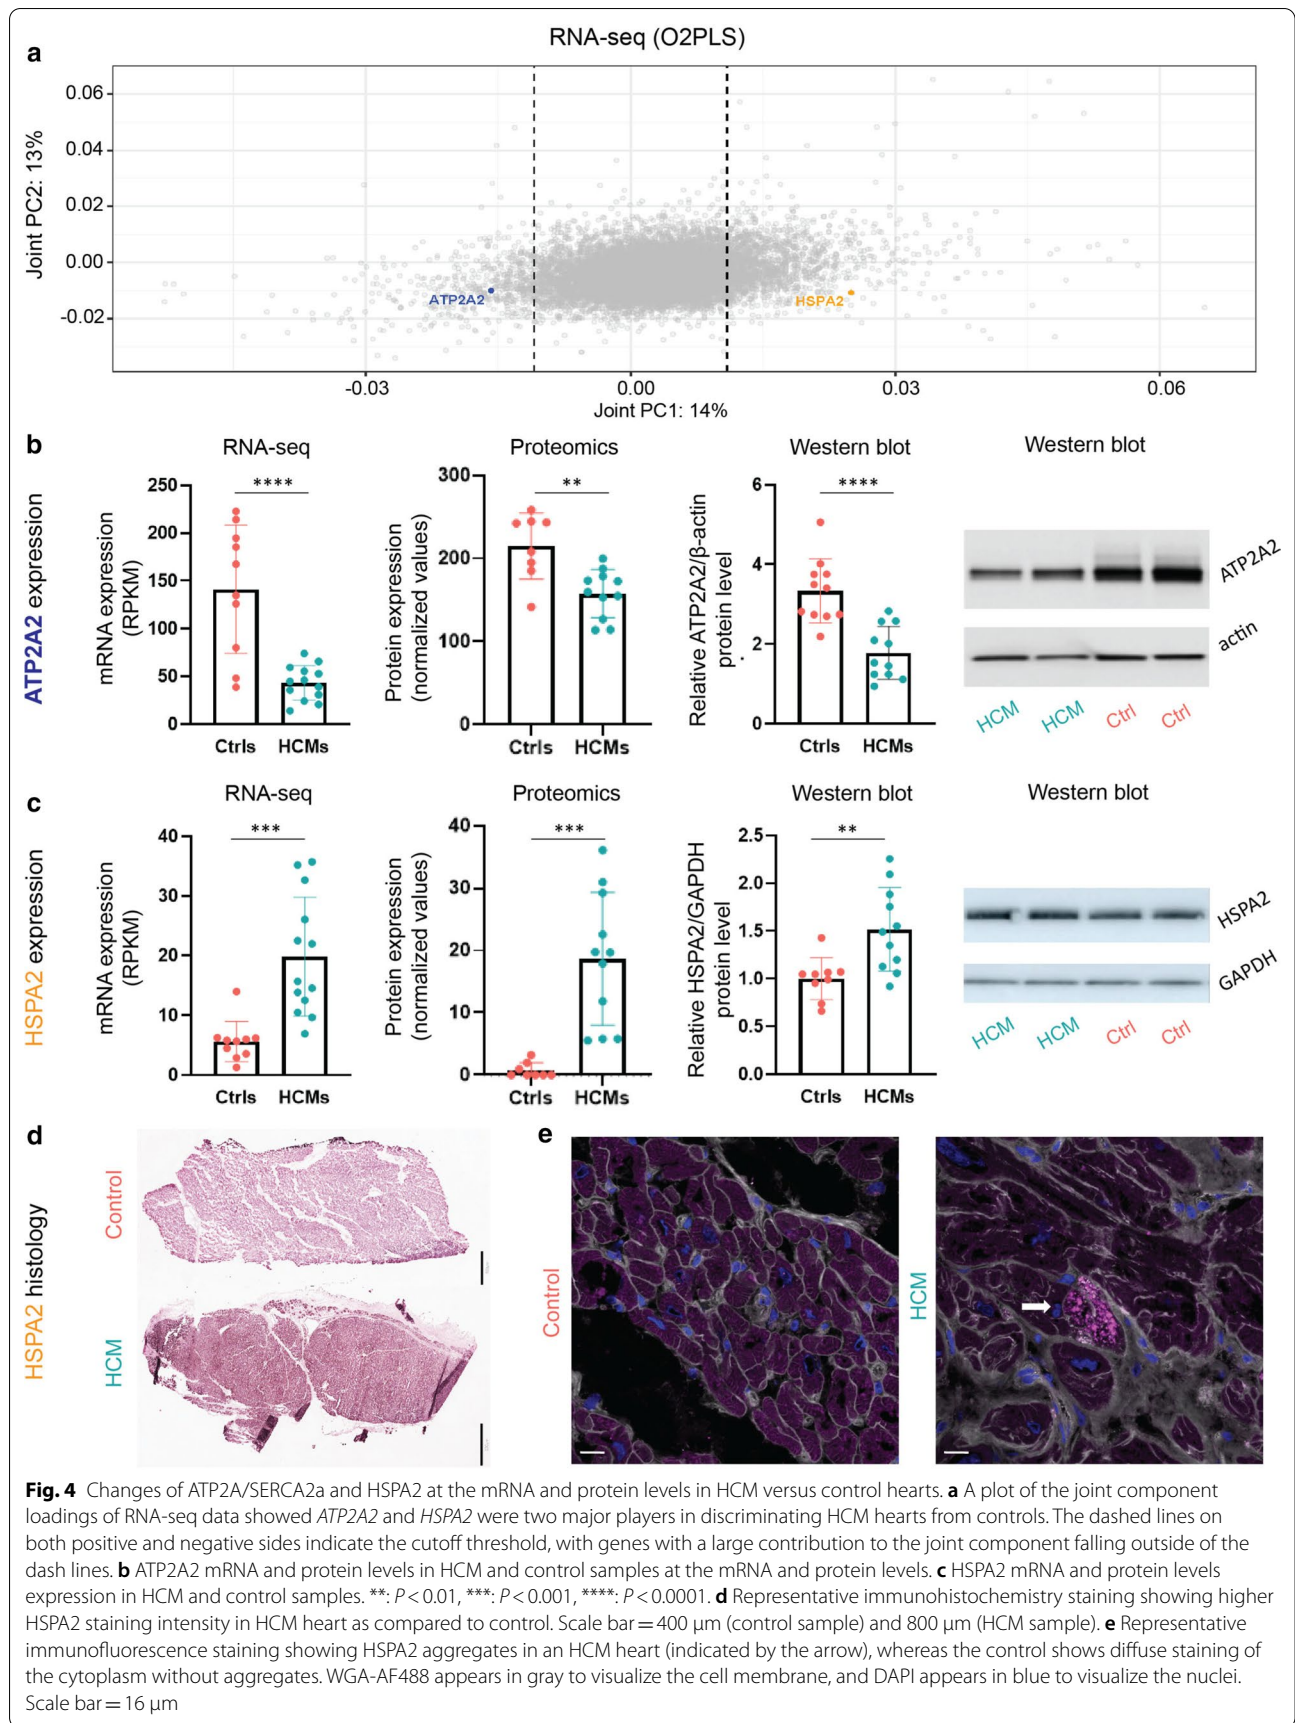 RNA-seq (O2PLS)
a
Joint PC2: 13%
0.06
0.04
0.02
0.00
-0.02
ATP2A2
HSPA2
-0.03
0.00
0.03
0.06
Joint PC1: 14%
b
ATP2A2 expression
RNA-seq
mRNA expression
(RPKM)
250
200
150
100
50
0
****
Ctrls
HCMs
Proteomics
Protein expression
(normalized values)
300
200
100
0
**
Ctrls
HCMs
Western blot
Relative ATP2A2/β-actin
protein level
6
4
2
0
****
Ctrls
HCMs
Western blot
ATP2A2
actin
HCM
HCM
Ctrl
Ctrl
c
HSPA2 expression
RNA-seq
mRNA expression
(RPKM)
40
30
20
10
0
***
Ctrls
HCMs
Proteomics
Protein expression
(normalized values)
40
30
20
10
0
***
Ctrls
HCMs
Western blot
Relative HSPA2/GAPDH
protein level
2.5
2.0
1.5
1.0
0.5
0.0
**
Ctrls
HCMs
Western blot
HSPA2
GAPDH
HCM
HCM
Ctrl
Ctrl
d
HSPA2 histology
Control
HCM
e
Control
HCM
Fig. 4 Changes of ATP2A/SERCA2a and HSPA2 at the mRNA and protein levels in HCM versus control hearts. a A plot of the joint component
loadings of RNA-seq data showed ATP2A2 and HSPA2 were two major players in discriminating HCM hearts from controls. The dashed lines on
both positive and negative sides indicate the cutoff threshold, with genes with a large contribution to the joint component falling outside of the
dash lines. b ATP2A2 mRNA and protein levels in HCM and control samples at the mRNA and protein levels. c HSPA2 mRNA and protein levels
expression in HCM and control samples. **: P < 0.01, ***: P < 0.001, ****: P < 0.0001. d Representative immunohistochemistry staining showing higher
HSPA2 staining intensity in HCM heart as compared to control. Scale bar = 400 μm (control sample) and 800 μm (HCM sample). e Representative
immunofluorescence staining showing HSPA2 aggregates in an HCM heart (indicated by the arrow), whereas the control shows diffuse staining of
the cytoplasm without aggregates. WGA-AF488 appears in gray to visualize the cell membrane, and DAPI appears in blue to visualize the nuclei.
Scale bar = 16 μm